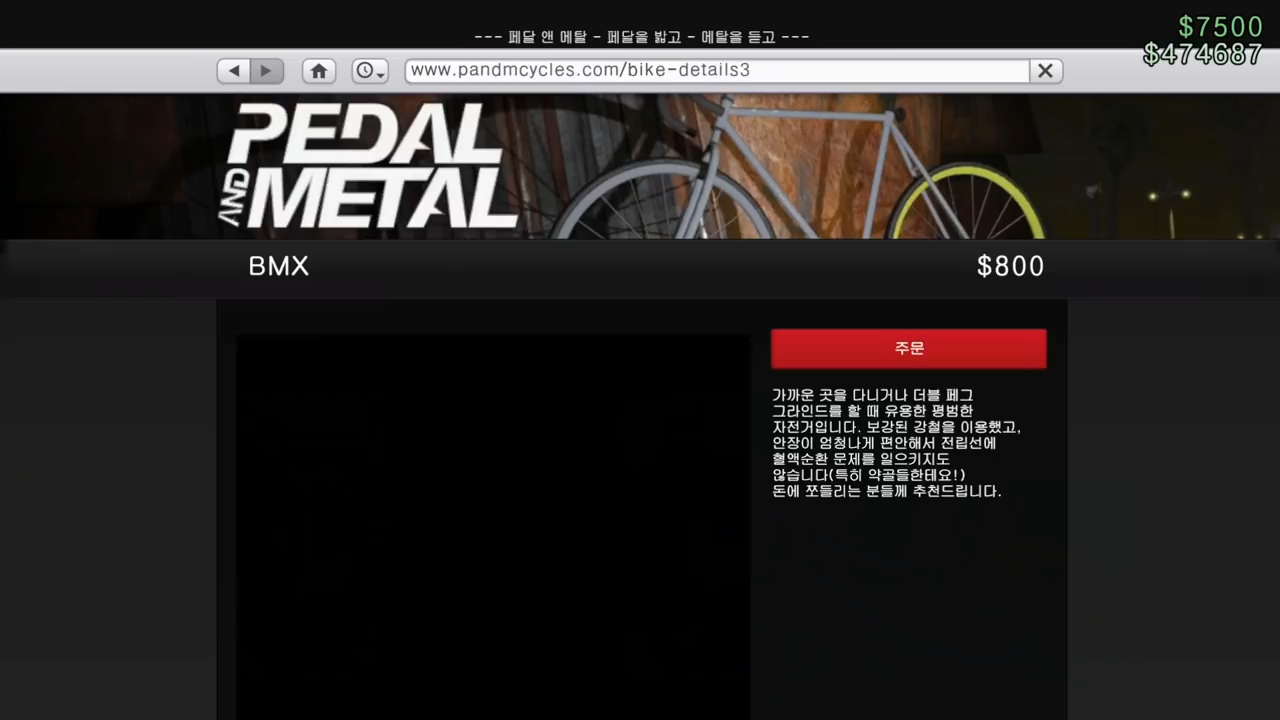 --- 페달 앤 메탈 - 페달을 밟고 - 메탈을 듣고 ---
$7500
$474687
www.pandmcycles.com/bike-details3
PEDAL
AND METAL
BMX
$800
주문
가까운 곳을 다니거나 더블 페그
그라인드를 할 때 유용한 평범한
자전거입니다. 보강된 강철을 이용했고,
안장이 엄청나게 편안해서 전립선에
혈액순환 문제를 일으키지도
않습니다(특히 약골들한테요!)
돈에 쪼들리는 분들께 추천드립니다.